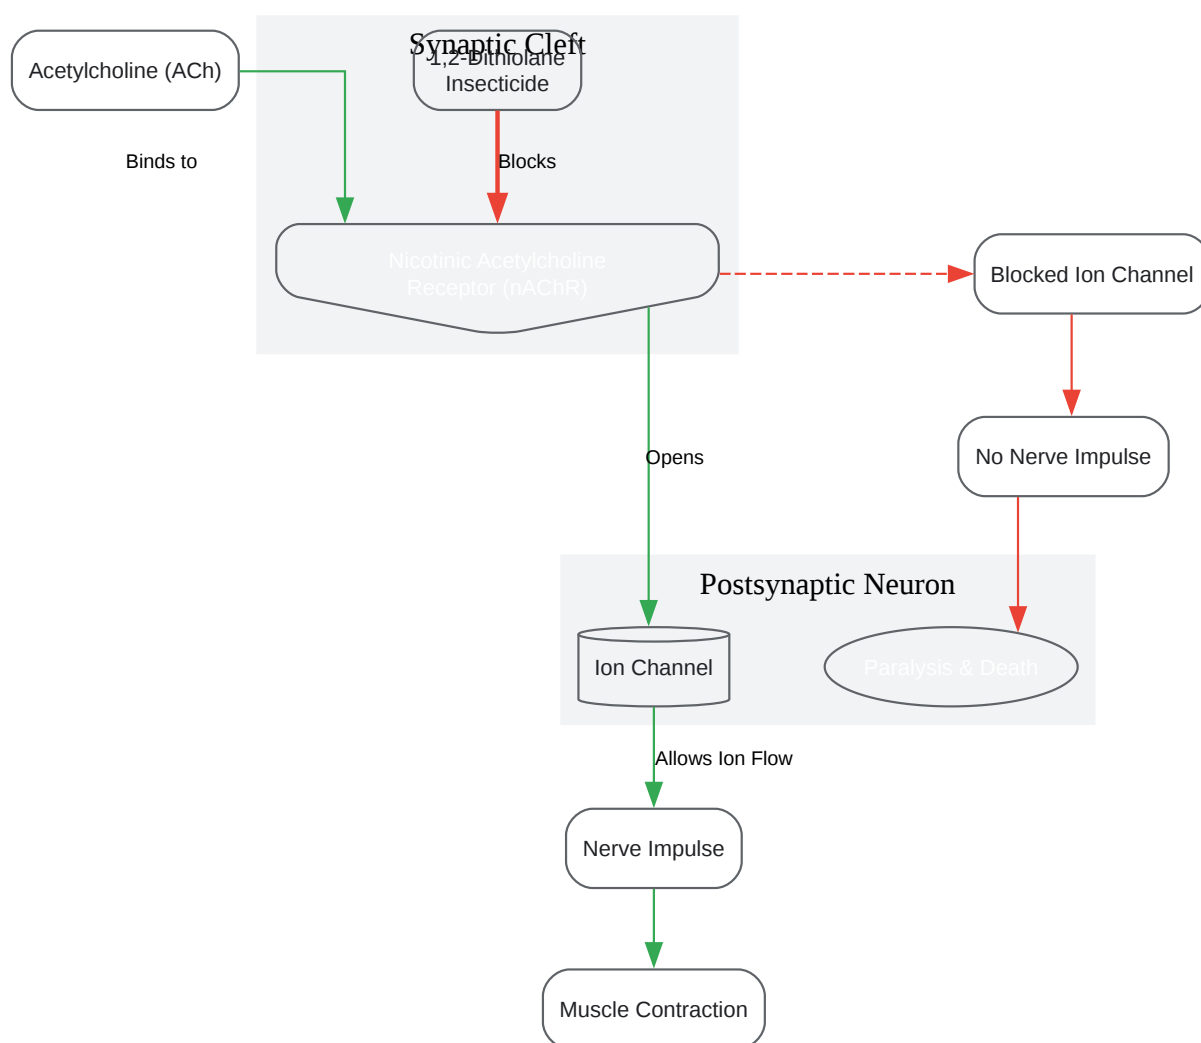 Synaptic Cleft
Acetylcholine (ACh)
1,2-Dithiolane
Insecticide
Binds to
Blocks
Nicotinic Acetylcholine
Receptor (nAChR)
Blocked Ion Channel
No Nerve Impulse
Opens
Postsynaptic Neuron
Ion Channel
Paralysis & Death
Allows Ion Flow
Nerve Impulse
Muscle Contraction